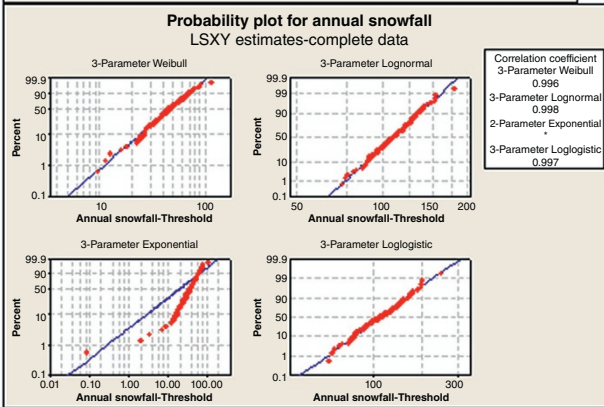 Probability plot for annual snowfall
LSXY estimates-complete data
3-Parameter Weibull
99.9
90
50
10
1
0.1
Percent
10
100
Annual snowfall-Threshold
3-Parameter Lognormal
99.9
99
90
50
10
1
0.1
Percent
50
100
150
200
Annual snowfall-Threshold
Correlation coefficient
3-Parameter Weibull
0.996
3-Parameter Lognormal
0.998
2-Parameter Exponential
*
3-Parameter Loglogistic
0.997
3-Parameter Exponential
99.9
90
50
10
1
0.1
Percent
0.01
0.10
1.00
10.00
100.00
Annual snowfall-Threshold
3-Parameter Loglogistic
99.9
99
90
50
10
1
0.1
Percent
100
300
Annual snowfall-Threshold